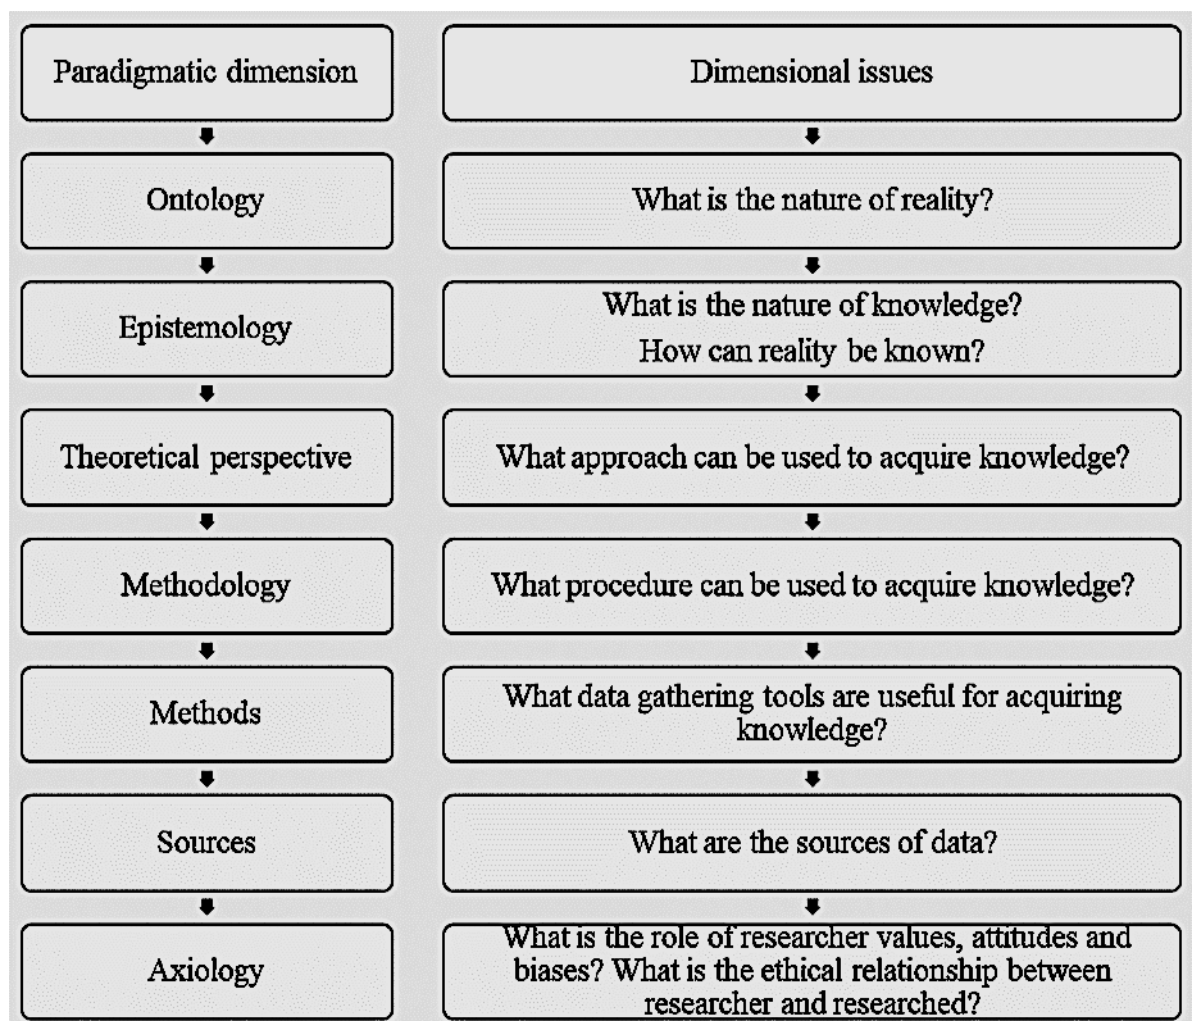 Paradigmatic dimension
Dimensional issues
Ontology
What is the nature of reality?
Epistemology
What is the nature of knowledge?
How can reality be known?
Theoretical perspective
What approach can be used to acquire knowledge?
Methodology
What procedure can be used to acquire knowledge?
Methods
What data gathering tools are useful for acquiring
knowledge?
Sources
What are the sources of data?
Axiology
What is the role of researcher values, attitudes and
biases? What is the ethical relationship between
researcher and researched?